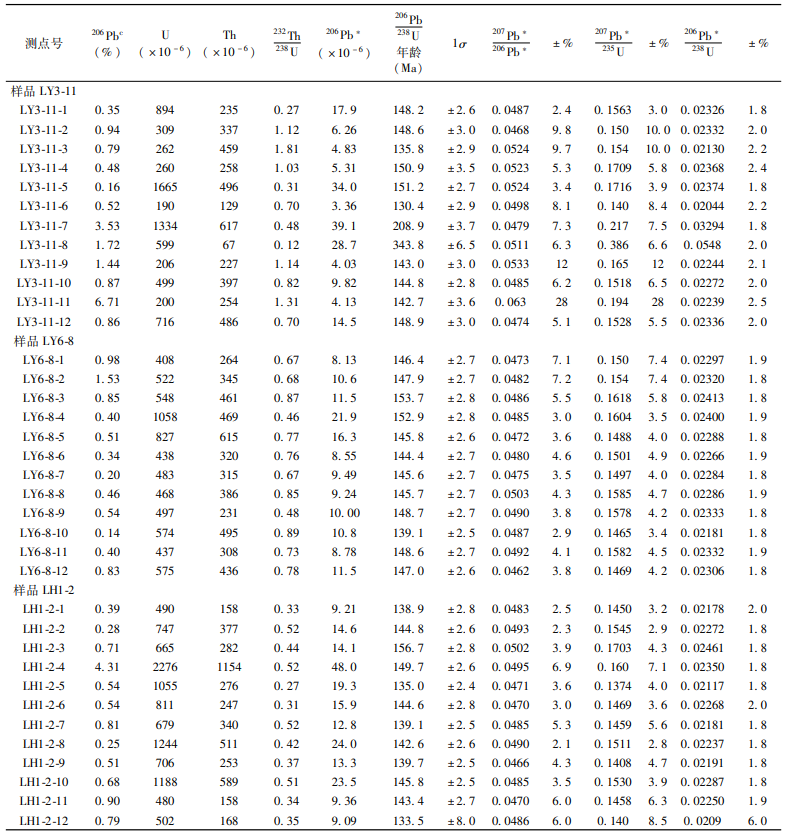 测点号 206Pbc (%) U (×10-6) Th (×10-6) 232Th/238U 206Pb* (×10-6) 206Pb/238U 年龄 (Ma) 1σ 207Pb*/206Pb* ±% 207Pb*/235U ±% 206Pb*/238U ±%
样品 LY3-11
LY3-11-1 0.35 894 235 0.27 17.9 148.2 ±2.6 0.0487 2.4 0.1563 3.0 0.02326 1.8
LY3-11-2 0.94 309 337 1.12 6.26 148.6 ±3.0 0.0468 9.8 0.150 10.0 0.02332 2.0
LY3-11-3 0.79 262 459 1.81 4.83 135.8 ±2.9 0.0524 9.7 0.154 10.0 0.02130 2.2
LY3-11-4 0.48 260 258 1.03 5.31 150.9 ±3.5 0.0523 5.3 0.1709 5.8 0.02368 2.4
LY3-11-5 0.16 1665 496 0.31 34.0 151.2 ±2.7 0.0524 3.4 0.1716 3.9 0.02374 1.8
LY3-11-6 0.52 190 129 0.70 3.36 130.4 ±2.9 0.0498 8.1 0.140 8.4 0.02044 2.2
LY3-11-7 3.53 1334 617 0.48 39.1 208.9 ±3.7 0.0479 7.3 0.217 7.5 0.03294 1.8
LY3-11-8 1.72 599 67 0.12 28.7 343.8 ±6.5 0.0511 6.3 0.386 6.6 0.0548 2.0
LY3-11-9 1.44 206 227 1.14 4.03 143.0 ±3.0 0.0533 12 0.165 12 0.02244 2.1
LY3-11-10 0.87 499 397 0.82 9.82 144.8 ±2.8 0.0485 6.2 0.1518 6.5 0.02272 2.0
LY3-11-11 6.71 200 254 1.31 4.13 142.7 ±3.6 0.063 28 0.194 28 0.02239 2.5
LY3-11-12 0.86 716 486 0.70 14.5 148.9 ±3.0 0.0474 5.1 0.1528 5.5 0.02336 2.0
样品 LY6-8
LY6-8-1 0.98 408 264 0.67 8.13 146.4 ±2.7 0.0473 7.1 0.150 7.4 0.02297 1.9
LY6-8-2 1.53 522 345 0.68 10.6 147.9 ±2.7 0.0482 7.2 0.154 7.4 0.02320 1.8
LY6-8-3 0.85 548 461 0.87 11.5 153.7 ±2.8 0.0486 5.5 0.1618 5.8 0.02413 1.8
LY6-8-4 0.40 1058 469 0.46 21.9 152.9 ±2.8 0.0485 3.0 0.1604 3.5 0.02400 1.9
LY6-8-5 0.51 827 615 0.77 16.3 145.8 ±2.6 0.0472 3.6 0.1488 4.0 0.02288 1.8
LY6-8-6 0.34 438 320 0.76 8.55 144.4 ±2.7 0.0480 4.6 0.1501 4.9 0.02266 1.9
LY6-8-7 0.20 483 315 0.67 9.49 145.6 ±2.7 0.0475 3.5 0.1497 4.0 0.02284 1.8
LY6-8-8 0.46 468 386 0.85 9.24 145.7 ±2.7 0.0503 4.3 0.1585 4.7 0.02286 1.9
LY6-8-9 0.54 497 231 0.48 10.00 148.7 ±2.7 0.0490 3.8 0.1578 4.2 0.02333 1.8
LY6-8-10 0.14 574 495 0.89 10.8 139.1 ±2.5 0.0487 2.9 0.1465 3.4 0.02181 1.8
LY6-8-11 0.40 437 308 0.73 8.78 148.6 ±2.7 0.0492 4.1 0.1582 4.5 0.02332 1.9
LY6-8-12 0.83 575 436 0.78 11.5 147.0 ±2.6 0.0462 3.8 0.1469 4.2 0.02306 1.8
样品 LH1-2
LH1-2-1 0.39 490 158 0.33 9.21 138.9 ±2.8 0.0483 2.5 0.1450 3.2 0.02178 2.0
LH1-2-2 0.28 747 377 0.52 14.6 144.8 ±2.6 0.0493 2.3 0.1545 2.9 0.02272 1.8
LH1-2-3 0.71 665 282 0.44 14.1 156.7 ±2.8 0.0502 3.9 0.1703 4.3 0.02461 1.8
LH1-2-4 4.31 2276 1154 0.52 48.0 149.7 ±2.6 0.0495 6.9 0.160 7.1 0.02350 1.8
LH1-2-5 0.54 1055 276 0.27 19.3 135.0 ±2.4 0.0471 3.6 0.1374 4.0 0.02117 1.8
LH1-2-6 0.54 811 247 0.31 15.9 144.6 ±2.8 0.0470 3.0 0.1469 3.6 0.02268 2.0
LH1-2-7 0.81 679 340 0.52 12.8 139.1 ±2.5 0.0485 5.3 0.1459 5.6 0.02181 1.8
LH1-2-8 0.25 1244 511 0.42 24.0 142.6 ±2.6 0.0490 2.1 0.1511 2.8 0.02237 1.8
LH1-2-9 0.51 706 253 0.37 13.3 139.7 ±2.5 0.0466 4.3 0.1408 4.7 0.02191 1.8
LH1-2-10 0.68 1188 589 0.51 23.5 145.8 ±2.5 0.0485 3.5 0.1530 3.9 0.02287 1.8
LH1-2-11 0.90 480 158 0.34 9.36 143.4 ±2.7 0.0470 6.0 0.1458 6.3 0.02250 1.9
LH1-2-12 0.79 502 168 0.35 9.09 133.5 ±8.0 0.0486 6.0 0.140 8.5 0.0209 6.0